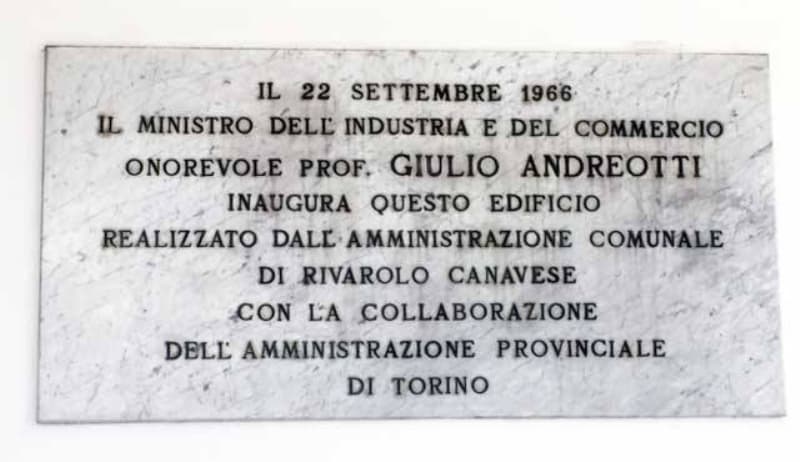 IL 22 SETTEMBRE 1966
IL MINISTRO DELL'INDUSTRIA E DEL COMMERCIO
ONOREVOLE PROF. GIULIO ANDREOTTI
INAUGURA QUESTO EDIFICIO
REALIZZATO DALL'AMMINISTRAZIONE COMUNALE
DI RIVAROLO CANAVESE
CON LA COLLABORAZIONE
DELL'AMMINISTRAZIONE PROVINCIALE
DI TORINO